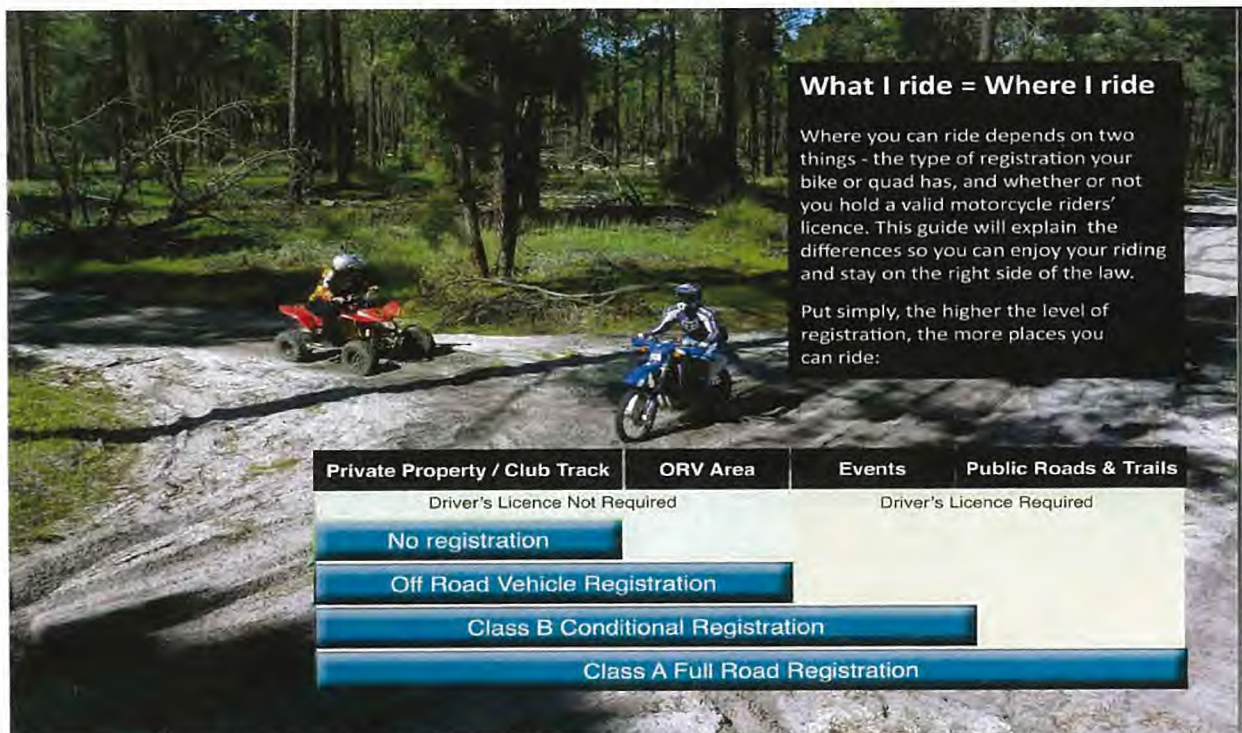 What I ride = Where I ride
Where you can ride depends on two
things - the type of registration your
bike or quad has, and whether or not
you hold a valid motorcycle riders'
licence. This guide will explain the
differences so you can enjoy your riding
and stay on the right side of the law.
Put simply, the higher the level of
registration, the more places you
can ride:
Private Property / Club Track ORV Area Events Public Roads & Trails
Driver's Licence Not Required Driver's Licence Required
No registration
Off Road Vehicle Registration
Class B Conditional Registration
Class A Full Road Registration